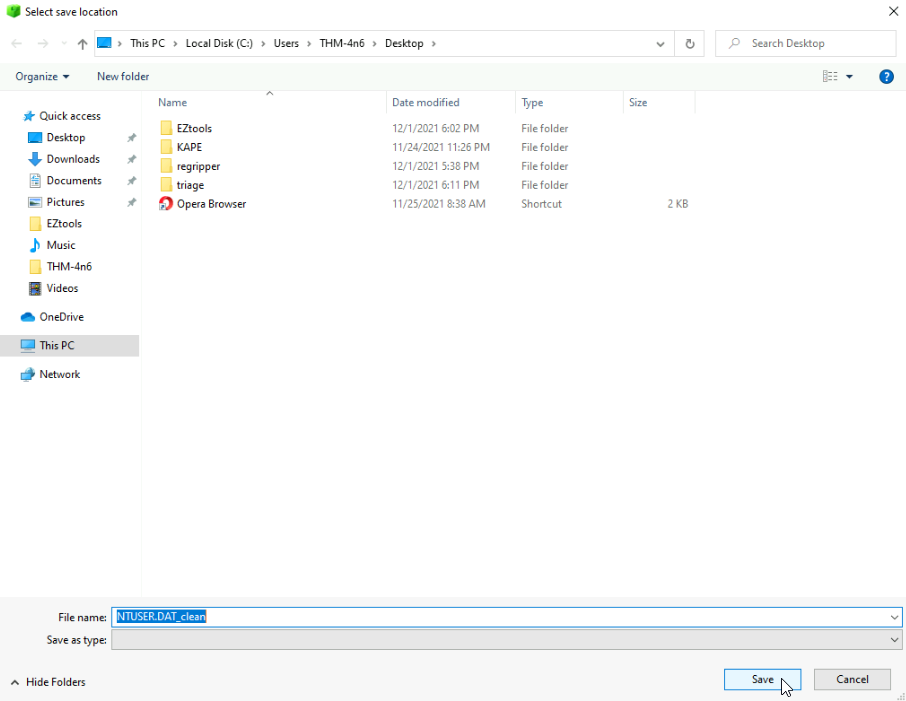 Select save location
This PC > Local Disk (C:) > Users > THM-4n6 > Desktop >
Search Desktop
Organize
New folder
?
Name
Date modified
Type
Size
Quick access
Desktop
Downloads
Documents
Pictures
EZtools
Music
THM-4n6
Videos
OneDrive
This PC
Network
EZtools 12/1/2021 6:02 PM File folder
KAPE 11/24/2021 11:26 PM File folder
regripper 12/1/2021 5:38 PM File folder
triage 12/1/2021 6:11 PM File folder
Opera Browser 11/25/2021 8:38 AM Shortcut 2 KB
File name: NTUSER.DAT_clean
Save as type:
Hide Folders
Save
Cancel